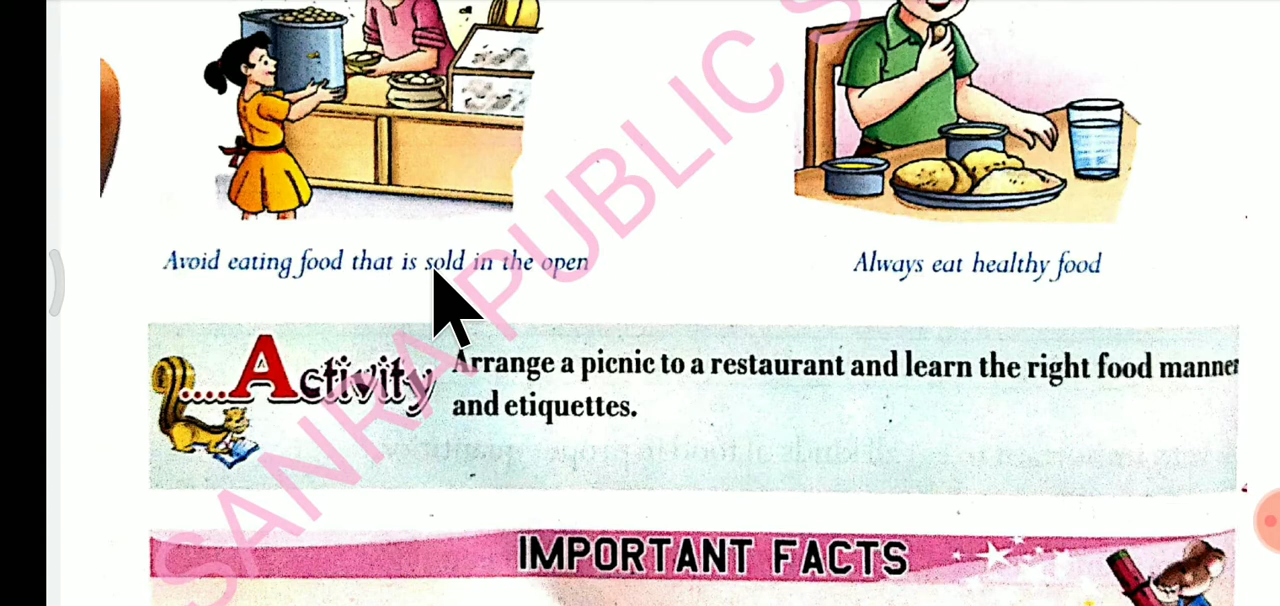 Avoid eating food that is sold in the open
Always eat healthy food
....Activity
Arrange a picnic to a restaurant and learn the right food manner
and etiquettes.
IMPORTANT FACTS
SANRA PUBLIC S